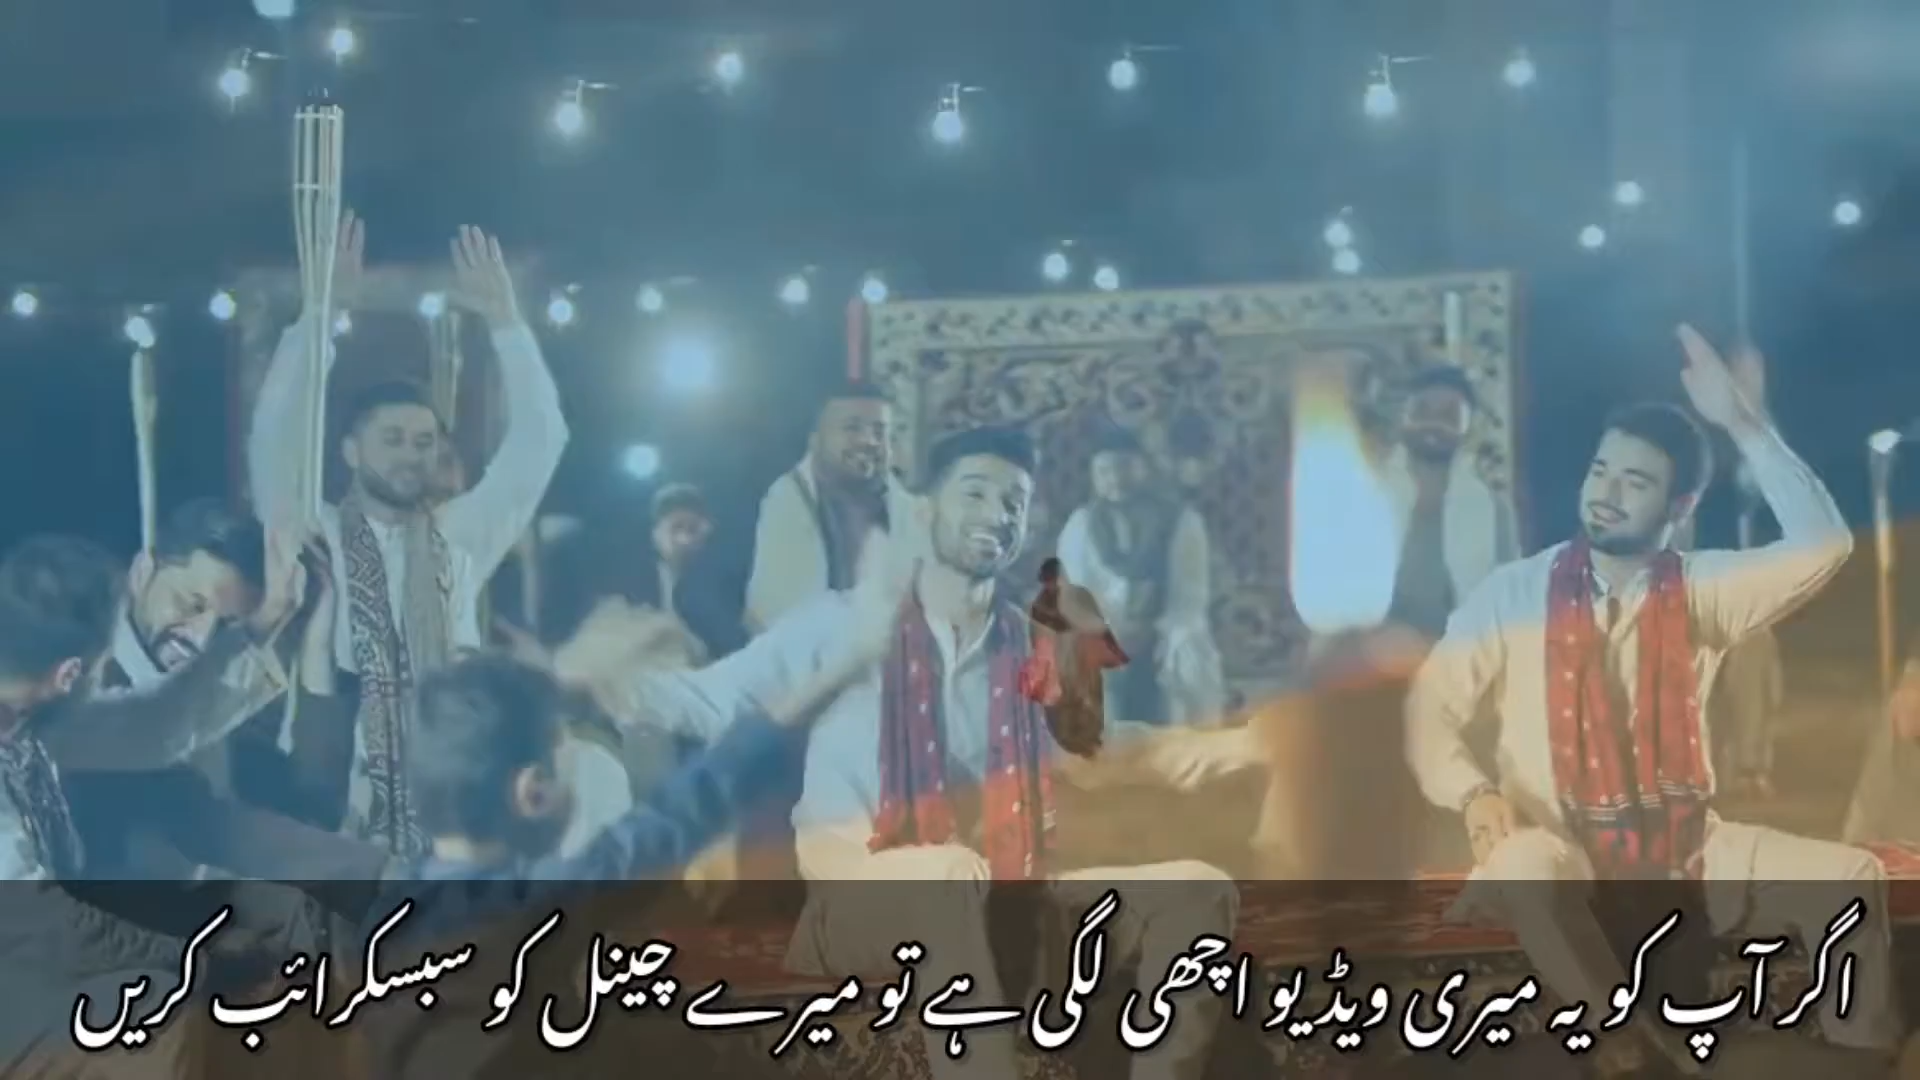 اگر آپ کو یہ میری ویڈیو اچھی لگی ہے تو میرے چینل کو سبسکرائب کریں